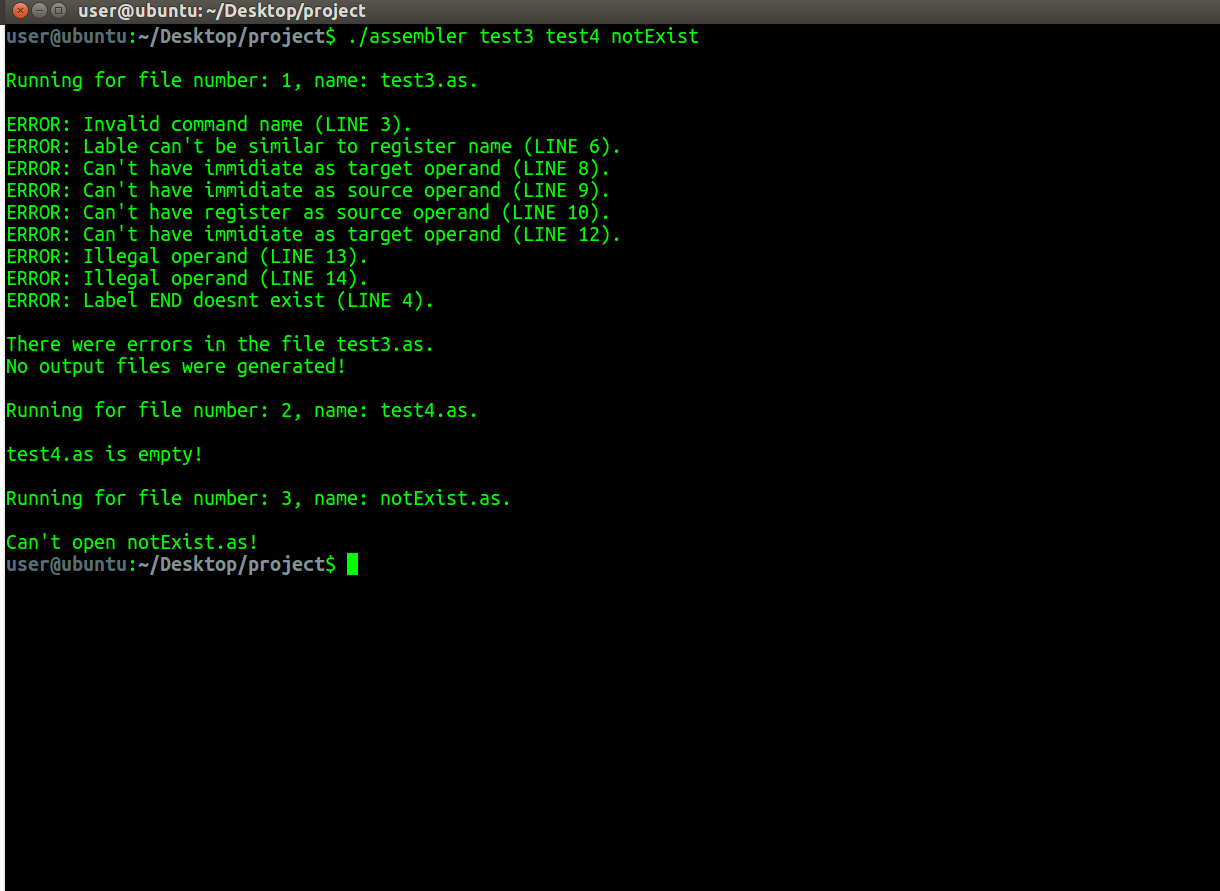 user@ubuntu: ~/Desktop/project
user@ubuntu:~/Desktop/project$ ./assembler test3 test4 notExist
Running for file number: 1, name: test3.as.
ERROR: Invalid command name (LINE 3).
ERROR: Lable can't be similar to register name (LINE 6).
ERROR: Can't have immidiate as target operand (LINE 8).
ERROR: Can't have immidiate as source operand (LINE 9).
ERROR: Can't have register as source operand (LINE 10).
ERROR: Can't have immidiate as target operand (LINE 12).
ERROR: Illegal operand (LINE 13).
ERROR: Illegal operand (LINE 14).
ERROR: Label END doesnt exist (LINE 4).
There were errors in the file test3.as.
No output files were generated!
Running for file number: 2, name: test4.as.
test4.as is empty!
Running for file number: 3, name: notExist.as.
Can't open notExist.as!
user@ubuntu:~/Desktop/project$